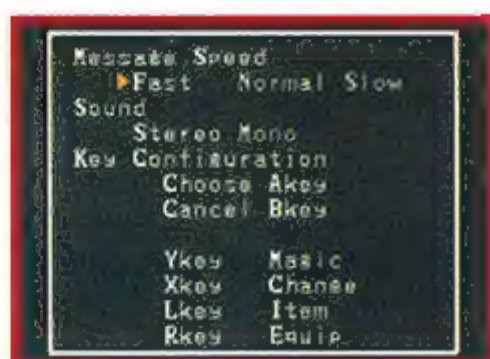 Message Speed
Fast Normal Slow
Sound
Stereo Mono
Key Configuration
Choose Akey
Cancel Bkey
Ykey Magic
Xkey Change
Lkey Item
Rkey Equip